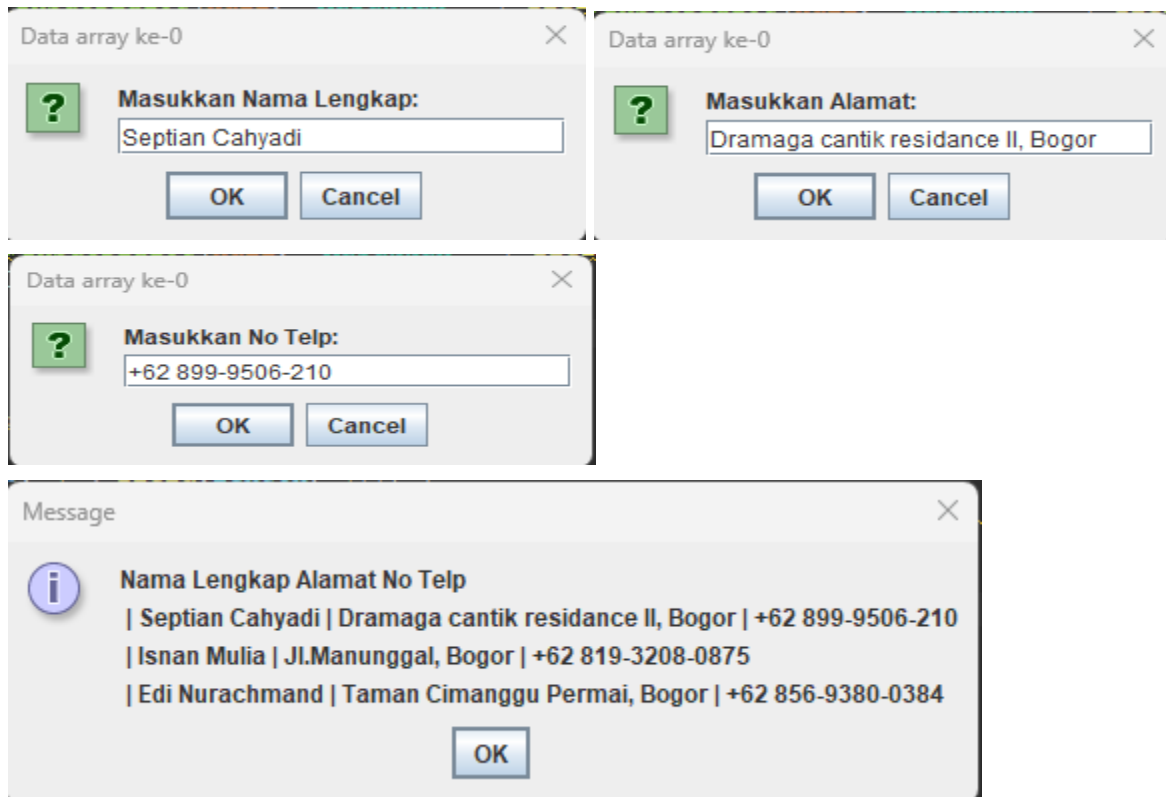 Data array ke-0
Masukkan Nama Lengkap:
Septian Cahyadi
OK Cancel
Data array ke-0
Masukkan Alamat:
Dramaga cantik residance II, Bogor
OK Cancel
Data array ke-0
Masukkan No Telp:
+62 899-9506-210
OK Cancel
Message
Nama Lengkap Alamat No Telp
| Septian Cahyadi | Dramaga cantik residance II, Bogor | +62 899-9506-210
| Isnan Mulia | Jl.Manunggal, Bogor | +62 819-3208-0875
| Edi Nurachmand | Taman Cimanggu Permai, Bogor | +62 856-9380-0384
OK